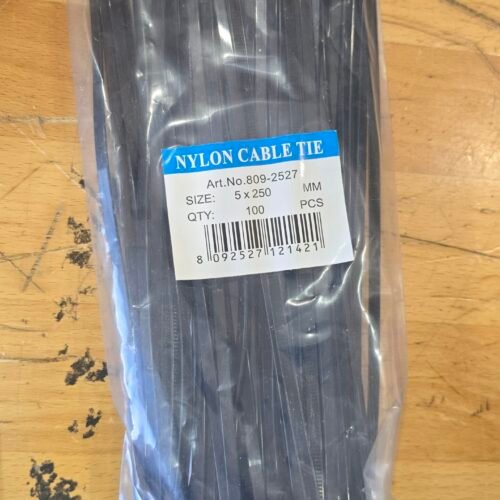 NYLON CABLE TIE
Art.No.809-2527
SIZE: 5 x 250 MM
QTY: 100 PCS
8 092527 121421